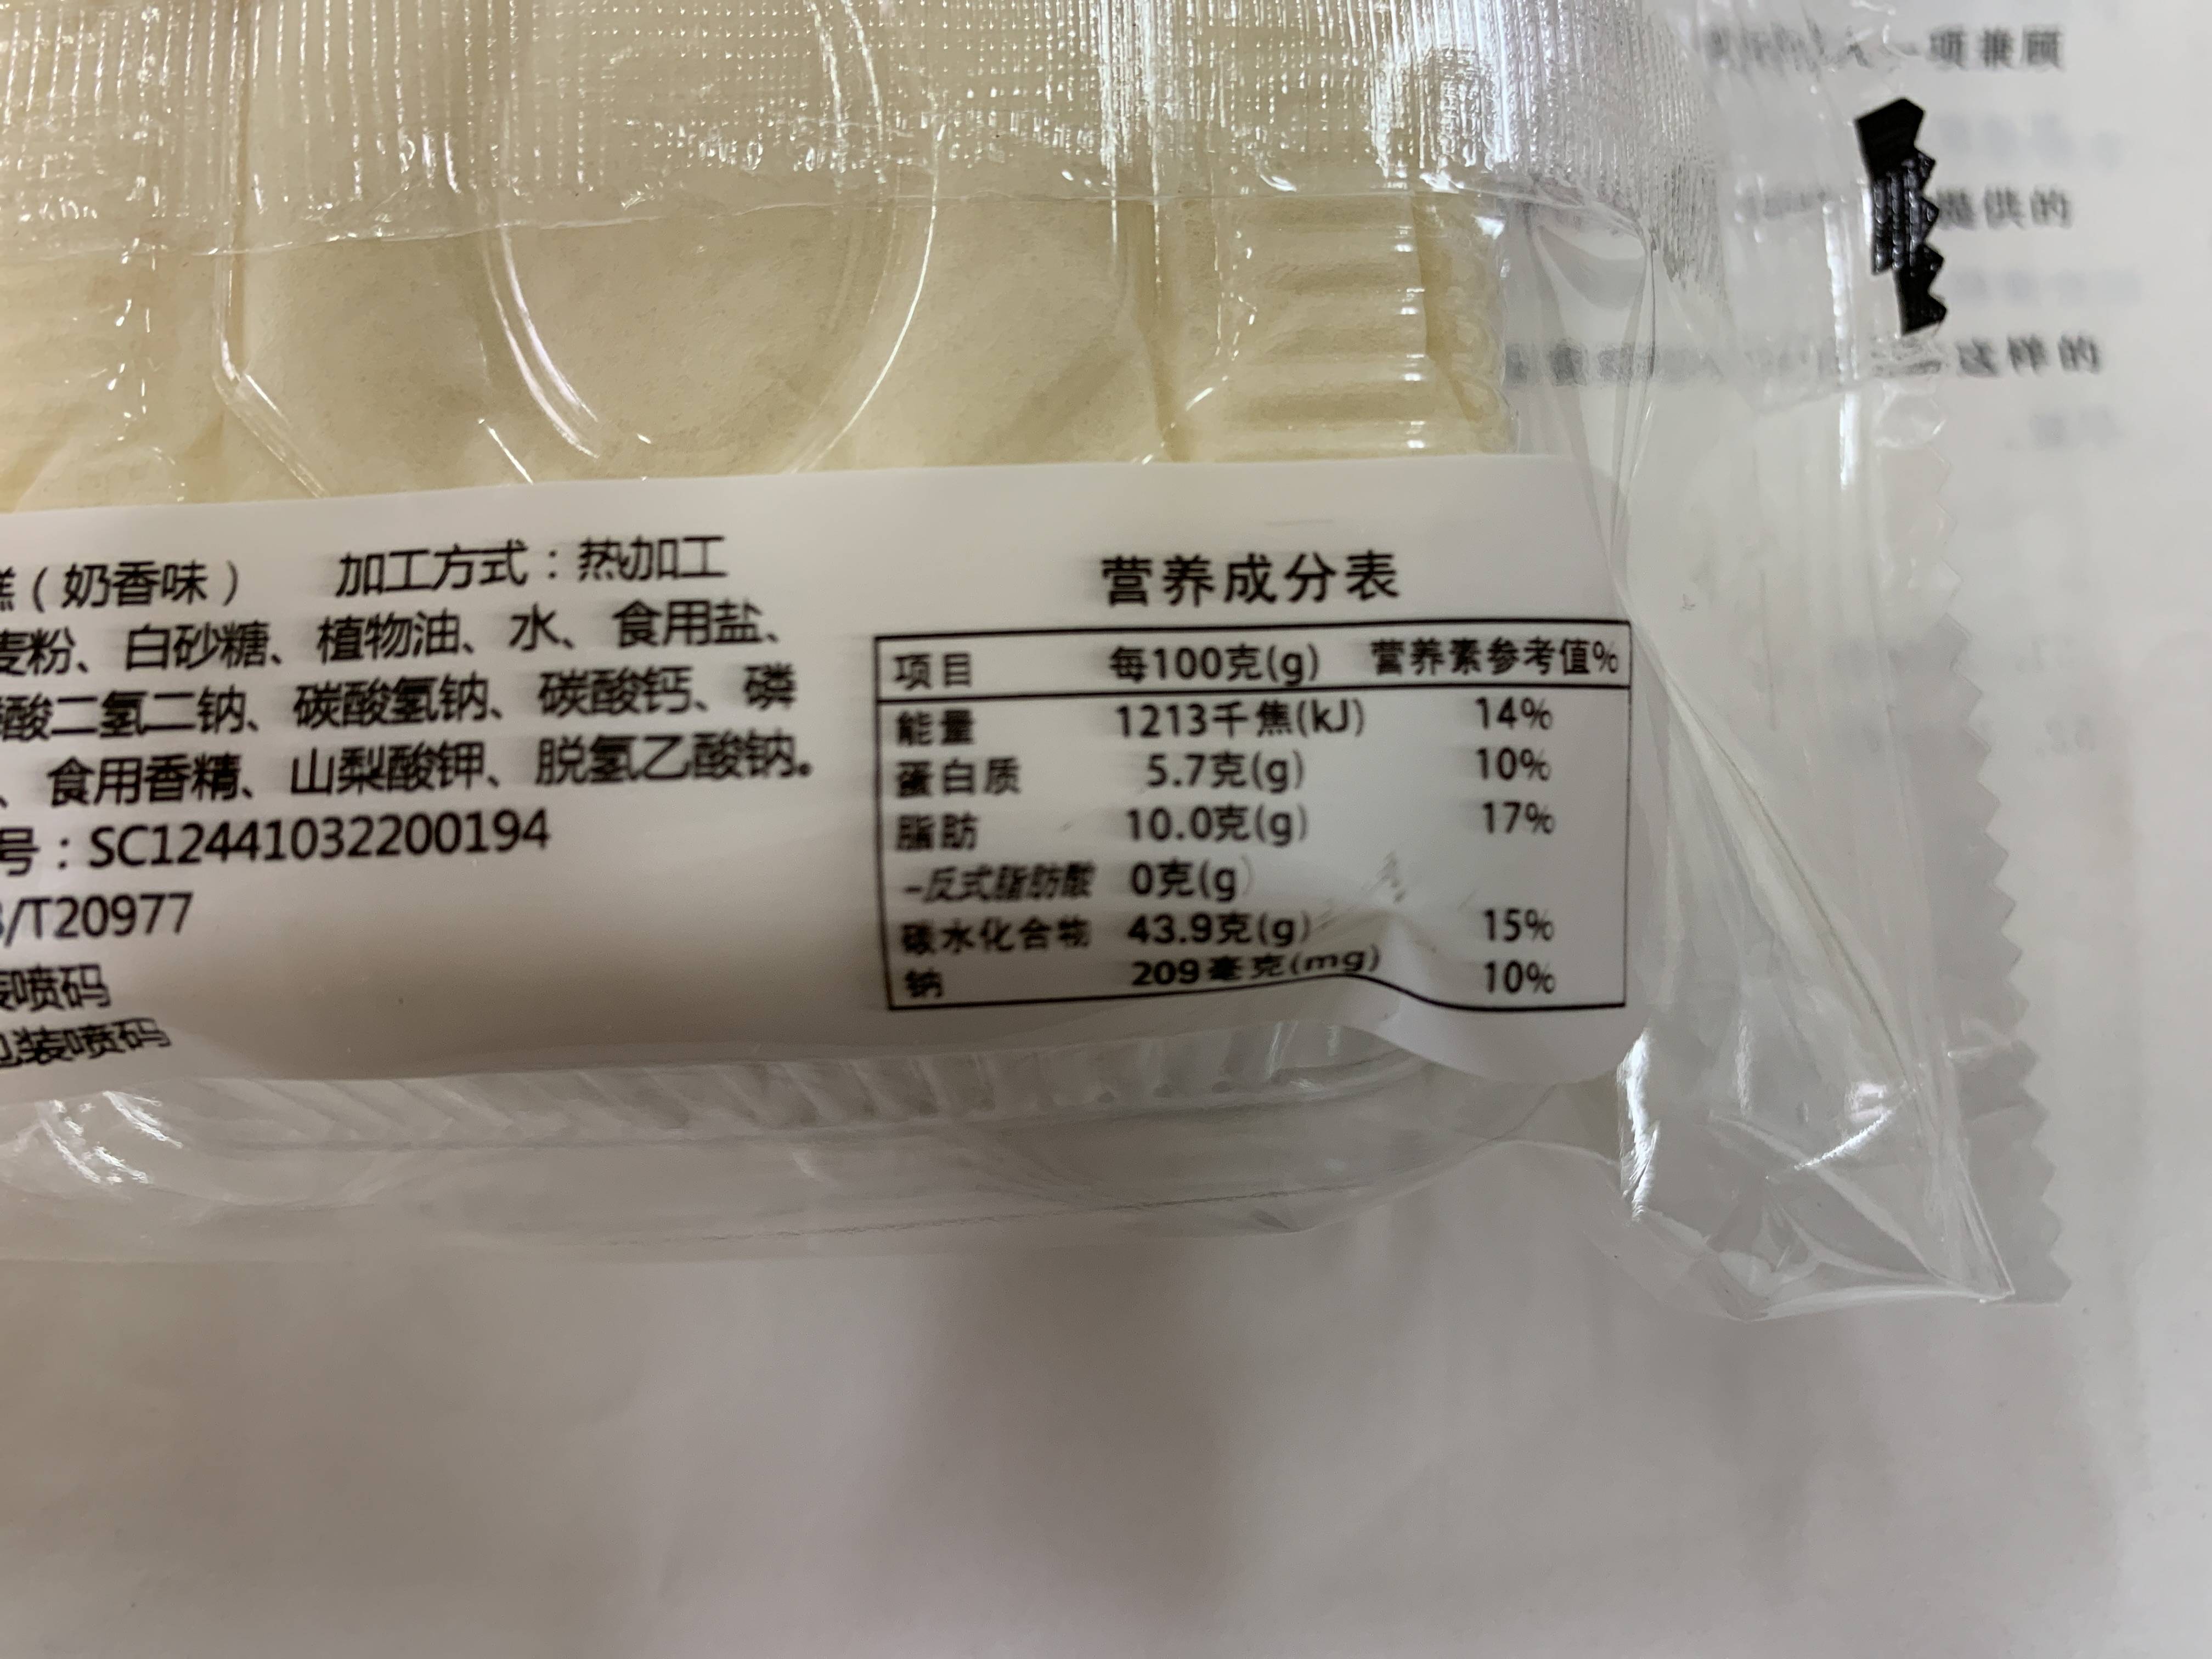 项兼顾
提供的
这样的
糕（奶香味） 加工方式：热加工
麦粉、白砂糖、植物油、水、食用盐、
酸二氢二钠、碳酸氢钠、碳酸钙、磷
、食用香精、山梨酸钾、脱氢乙酸钠。
号：SC12441032200194
/T20977
装喷码
包装喷码
营养成分表
项目 每100克(g) 营养素参考值%
能量 1213千焦(kJ) 14%
蛋白质 5.7克(g) 10%
脂肪 10.0克(g) 17%
-反式脂肪酸 0克(g)
碳水化合物 43.9克(g) 15%
钠 209毫克(mg) 10%